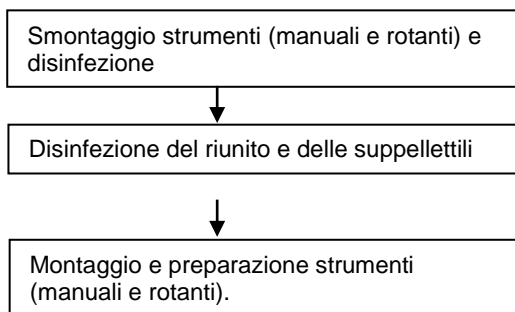 Smontaggio strumenti (manuali e rotanti) e
disinfezione
Disinfezione del riunito e delle suppellettili
Montaggio e preparazione strumenti
(manuali e rotanti).